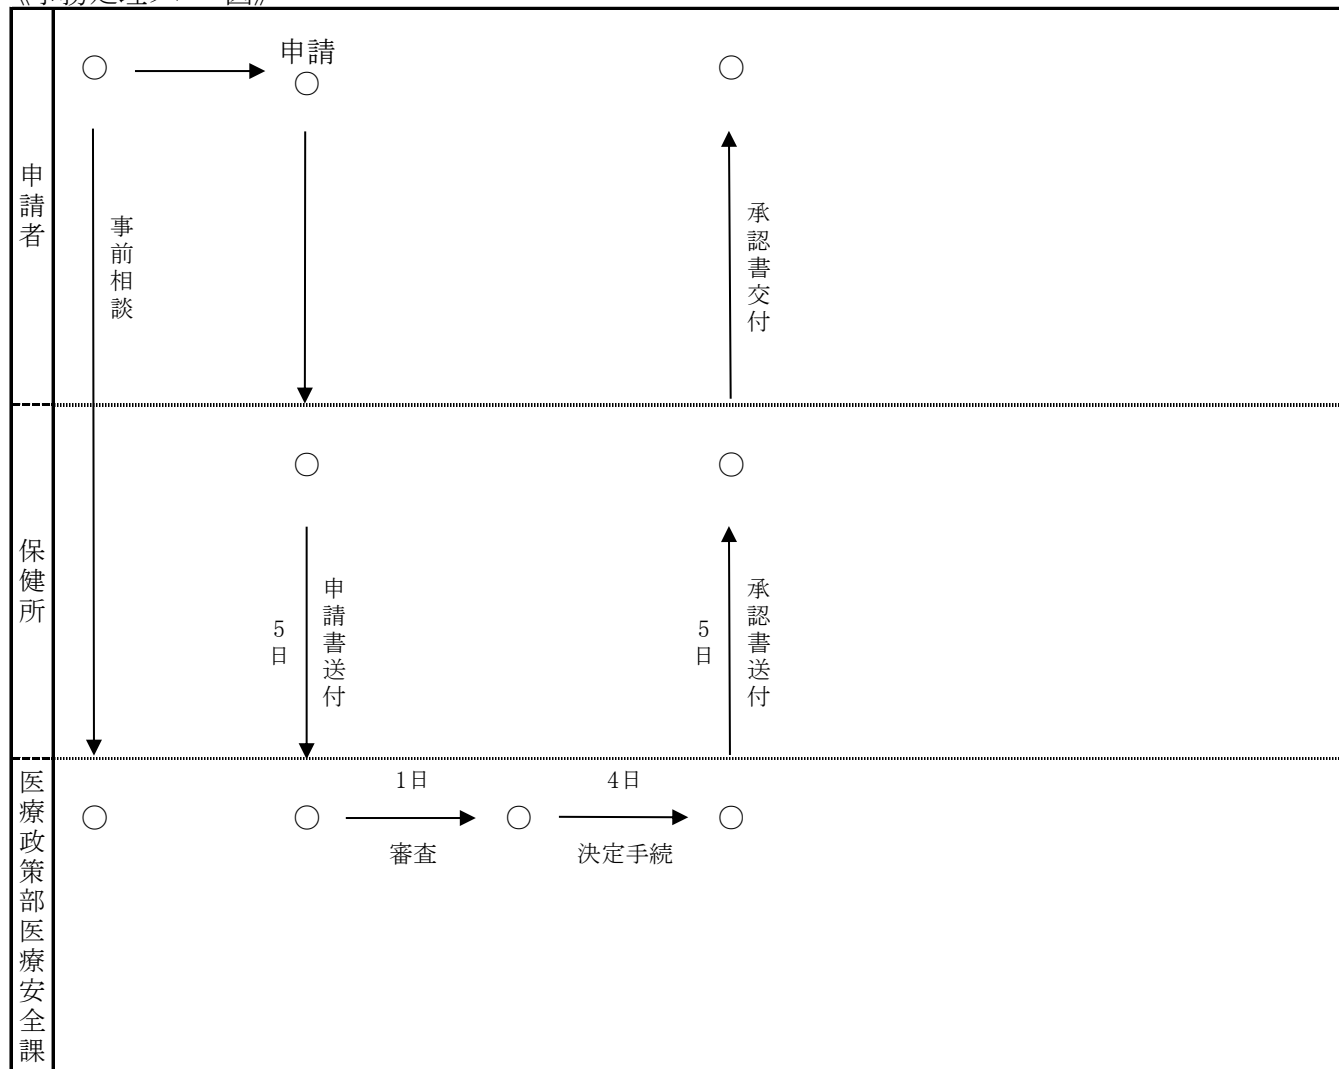 申請
申請者
事前相談
承認書交付
保健所
5日
申請書送付
5日
承認書送付
医療政策部医療安全課
1日
4日
審査
決定手続